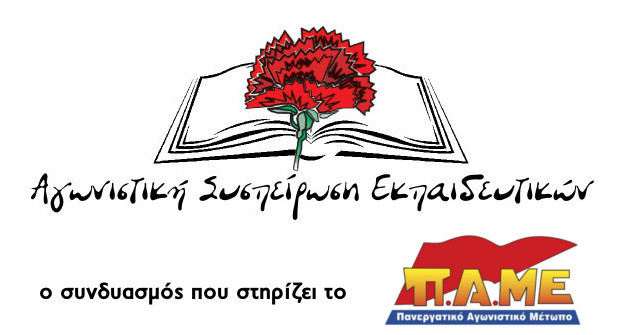 Αγωνιστική Συσπείρωση Εκπαιδευτικών
ο συνδυασμός που στηρίζει το
Π.Α.ΜΕ
Πανεργατικό Αγωνιστικό Μέτωπο